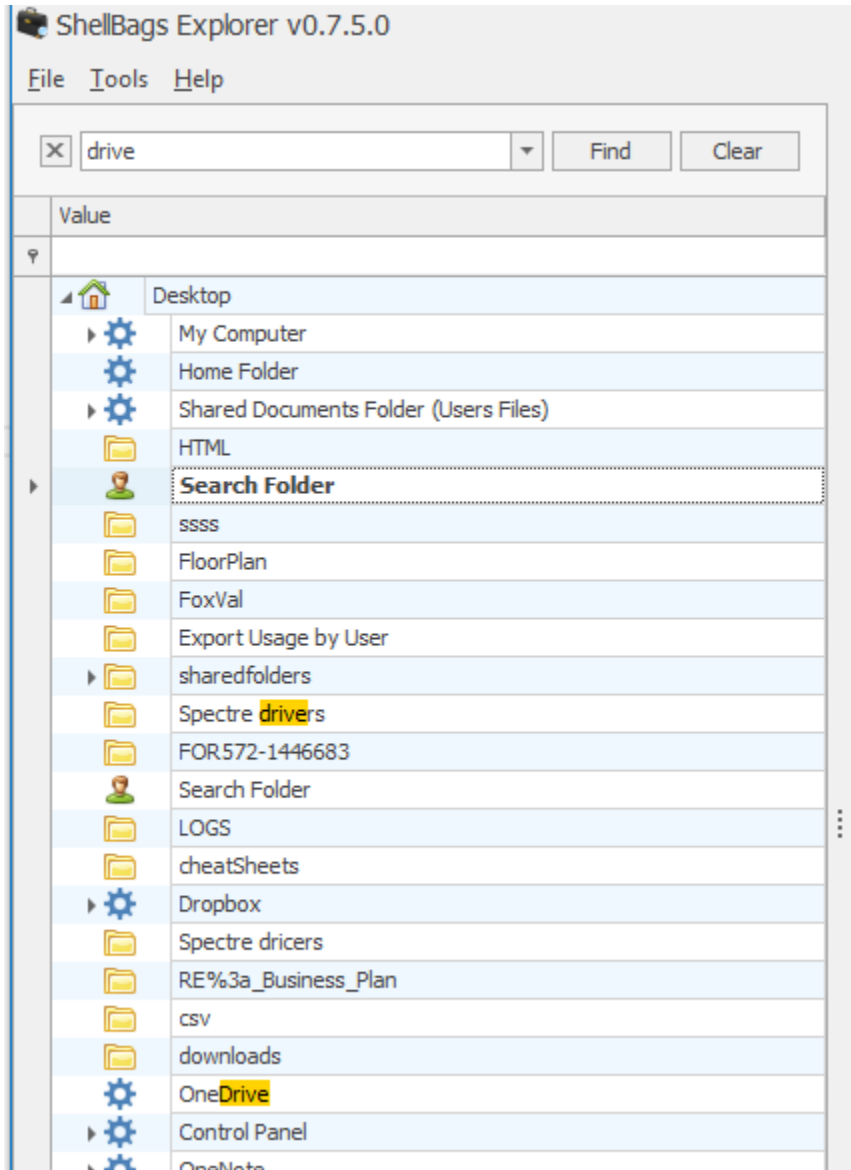 ShellBags Explorer v0.7.5.0
File Tools Help
drive Find Clear
Value
Desktop
My Computer
Home Folder
Shared Documents Folder (Users Files)
HTML
Search Folder
ssss
FloorPlan
FoxVal
Export Usage by User
sharedfolders
Spectre drivers
FOR572-1446683
Search Folder
LOGS
cheatSheets
Dropbox
Spectre dricers
RE%3a_Business_Plan
csv
downloads
OneDrive
Control Panel
OneNote